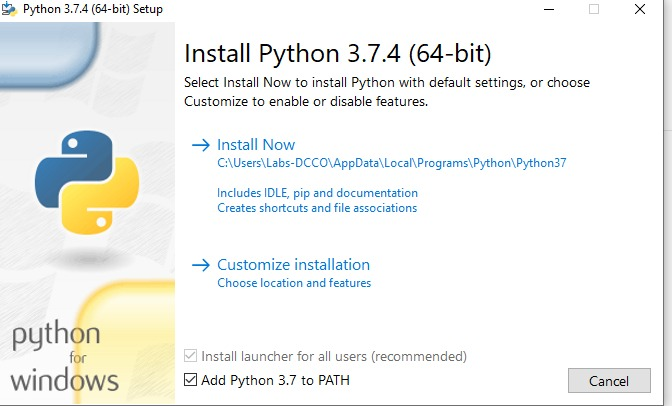 Python 3.7.4 (64-bit) Setup
Install Python 3.7.4 (64-bit)
Select Install Now to install Python with default settings, or choose
Customize to enable or disable features.
Install Now
C:\Users\Labs-DCCO\AppData\Local\Programs\Python\Python37
Includes IDLE, pip and documentation
Creates shortcuts and file associations
Customize installation
Choose location and features
python
for
windows
Install launcher for all users (recommended)
Add Python 3.7 to PATH
Cancel